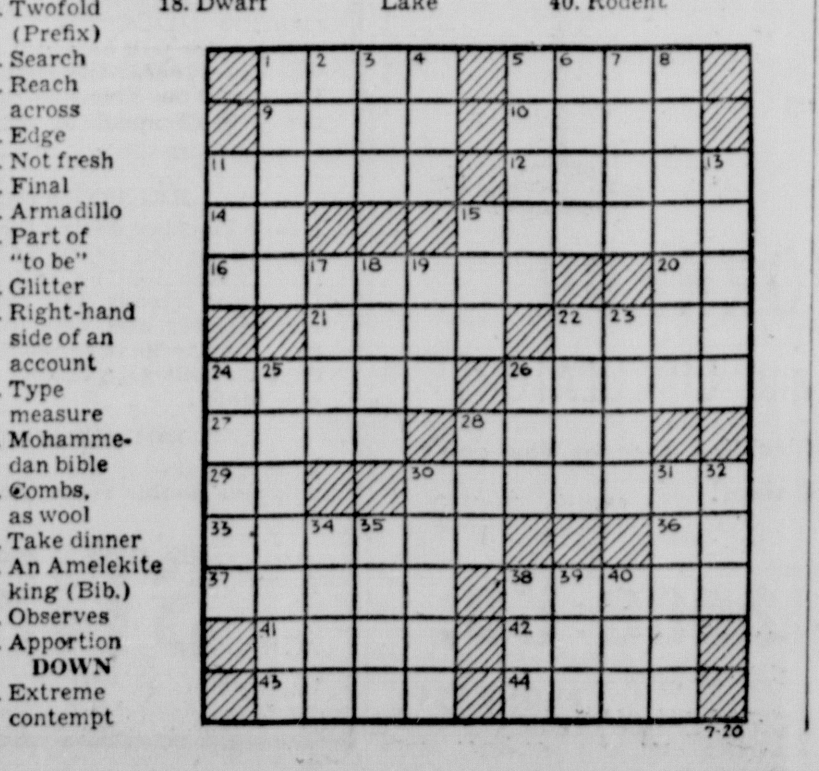 . Twofold
(Prefix)
. Search
. Reach
across
. Edge
. Not fresh
. Final
. Armadillo
. Part of
"to be"
. Glitter
. Right-hand
side of an
account
. Type
measure
. Mohamme-
dan bible
. Combs,
as wool
. Take dinner
. An Amelekite
king (Bib.)
. Observes
. Apportion
DOWN
. Extreme
contempt
18. Dwarf
Lake
40. Rodent
1 2 3 4 5 6 7 8
9 10
11 12 13
14 15
16 17 18 19 20
21 22 23
24 25 26
27 28
29 30 31 32
33 34 35 36
37 38 39 40
41 42
43 44
7-20